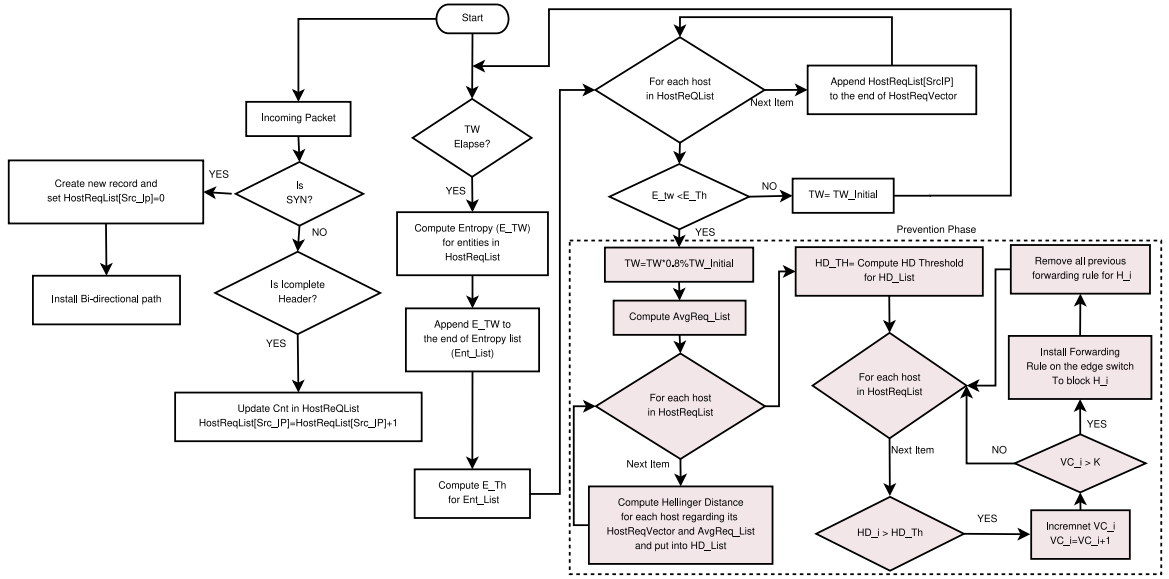 Start
Incoming Packet
Is
SYN?
YES
Create new record and
set HostReqList[Src_Ip]=0
Install Bi-directional path
NO
Is Icomplete
Header?
YES
Update Cnt in HostReQList
HostReqList[Src_IP]=HostReqList[Src_JP]+1
TW
Elapse?
YES
Compute Entropy (E_TW)
for entities in
HostReqList
Append E_TW to
the end of Entropy list
(Ent_List)
Compute E_Th
for Ent_List
For each host
in HostReQList
Next Item
Append HostReqList[SrcIP]
to the end of HostReqVector
E_tw <E_Th
NO
TW= TW_Initial
YES
Prevention Phase
TW=TW*0.8%TW_Initial
Compute AvgReq_List
For each host
in HostReqList
Next Item
Compute Hellinger Distance
for each host regarding its
HostReqVector and AvgReq_List
and put into HD_List
HD_TH= Compute HD Threshold
for HD_List
For each host
in HostReqList
Next Item
HD_i > HD_Th
YES
Incremnet VC_i
VC_i=VC_i+1
VC_i > K
NO
YES
Install Forwarding
Rule on the edge switch
To block H_i
Remove all previous
forwarding rule for H_i